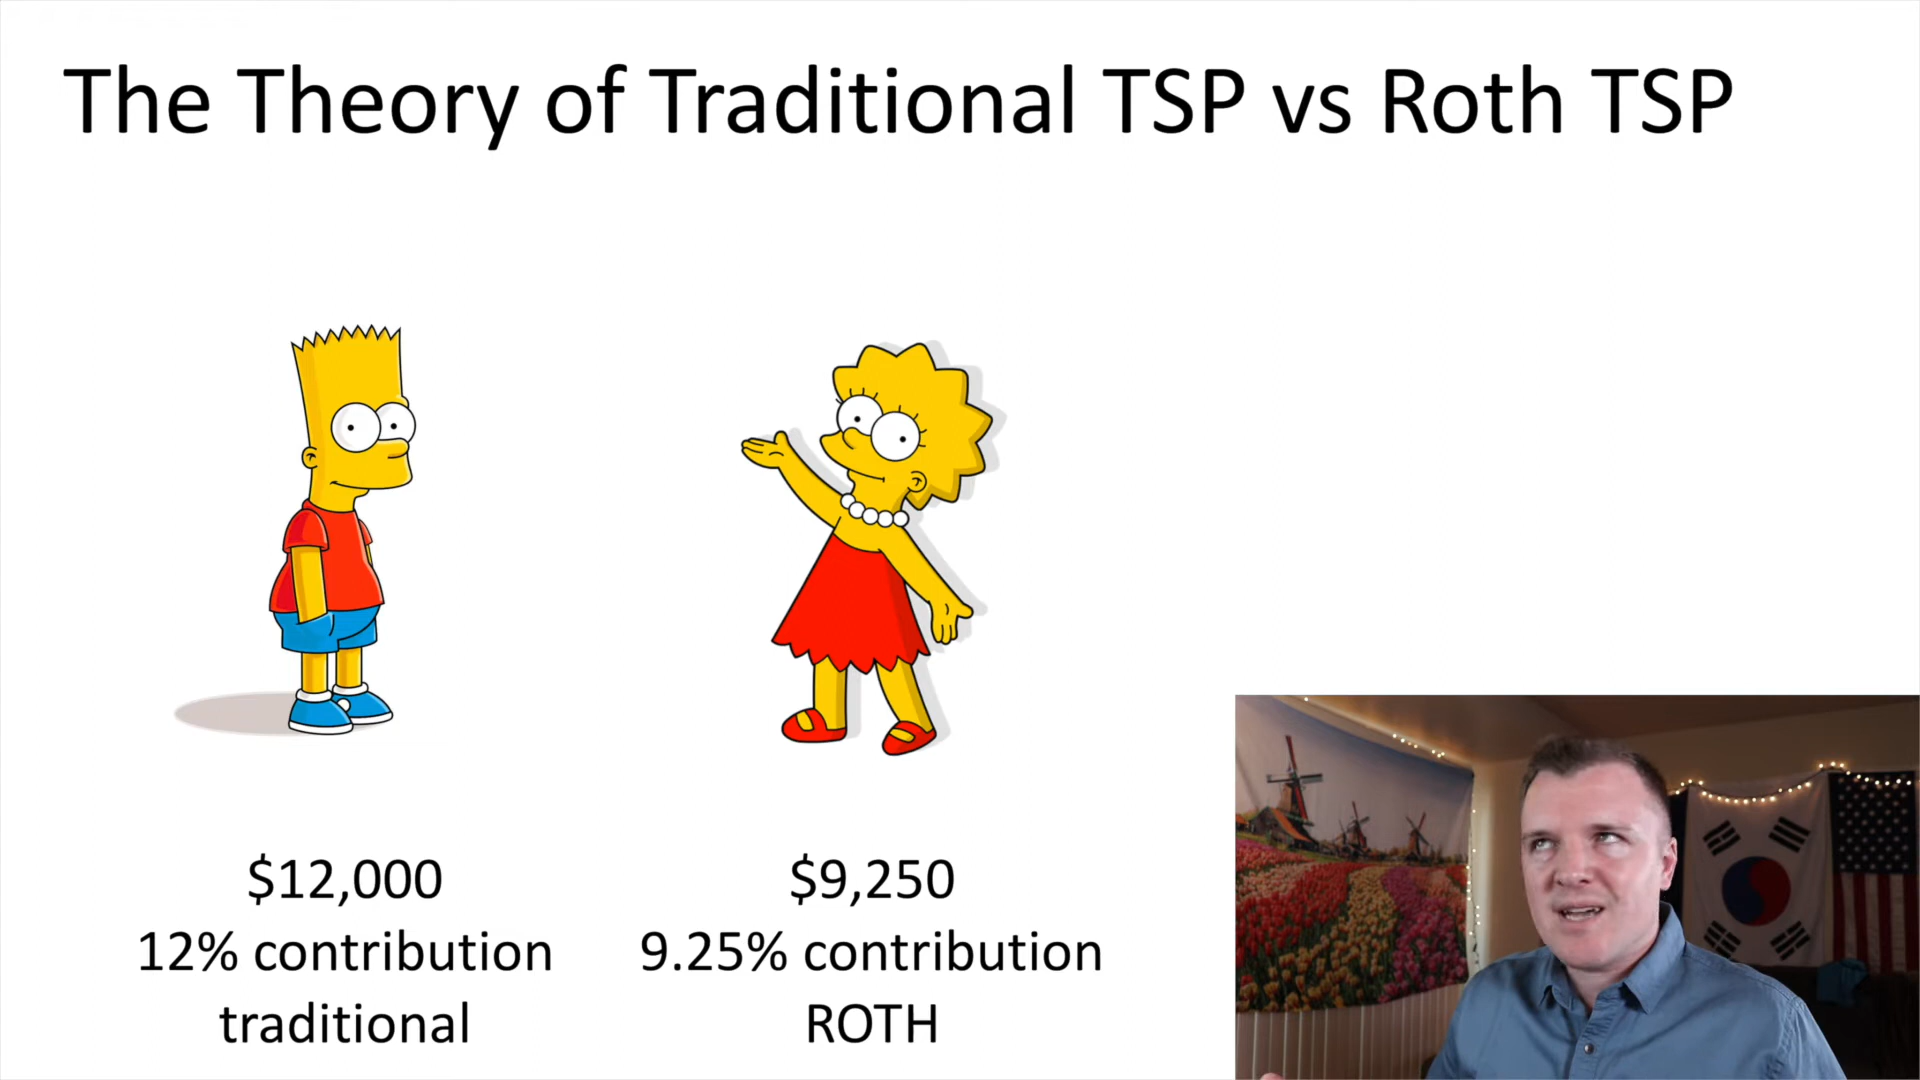 The Theory of Traditional TSP vs Roth TSP
$12,000
12% contribution
traditional
$9,250
9.25% contribution
ROTH